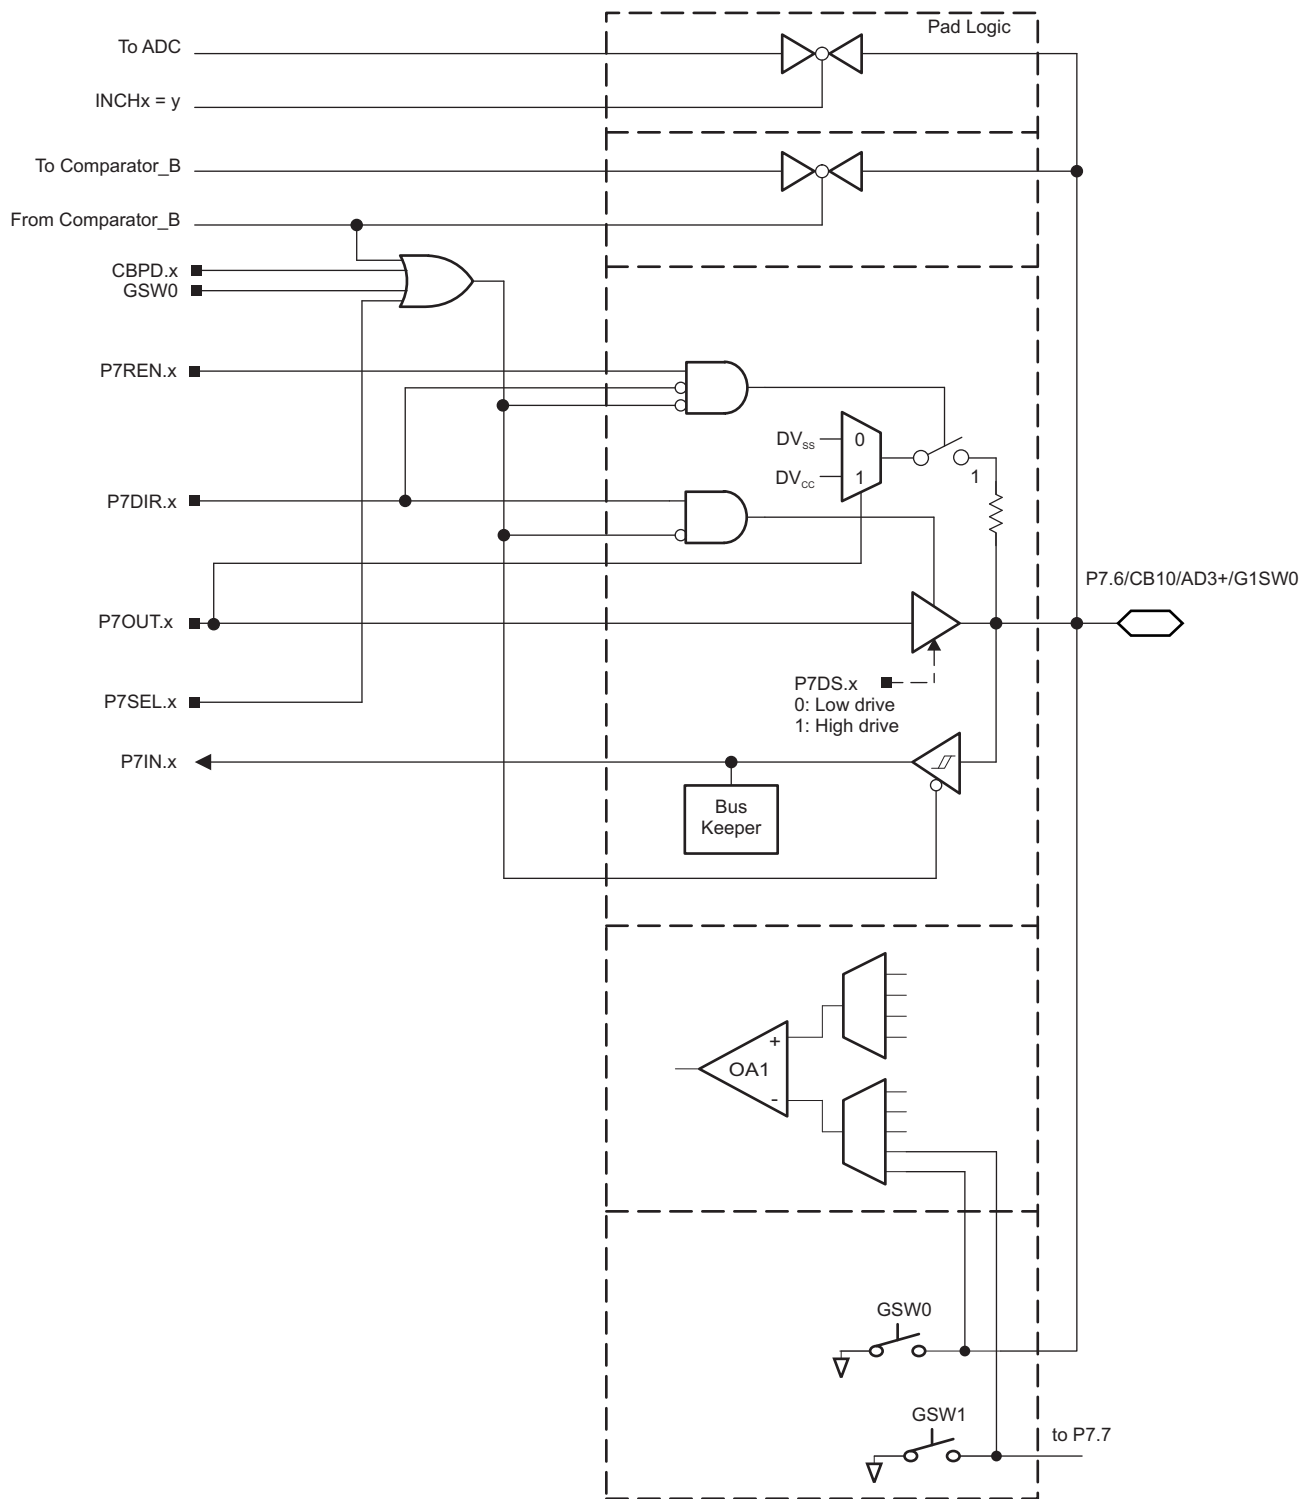 Pad Logic
To ADC
INCHx = y
To Comparator_B
From Comparator_B
CBPD.x
GSW0
P7REN.x
DVSS
0
DVCC
1
1
P7DIR.x
P7OUT.x
P7.6/CB10/AD3+/G1SW0
P7SEL.x
P7DS.x
0: Low drive
1: High drive
P7IN.x
Bus
Keeper
+
OA1
-
GSW0
GSW1
to P7.7